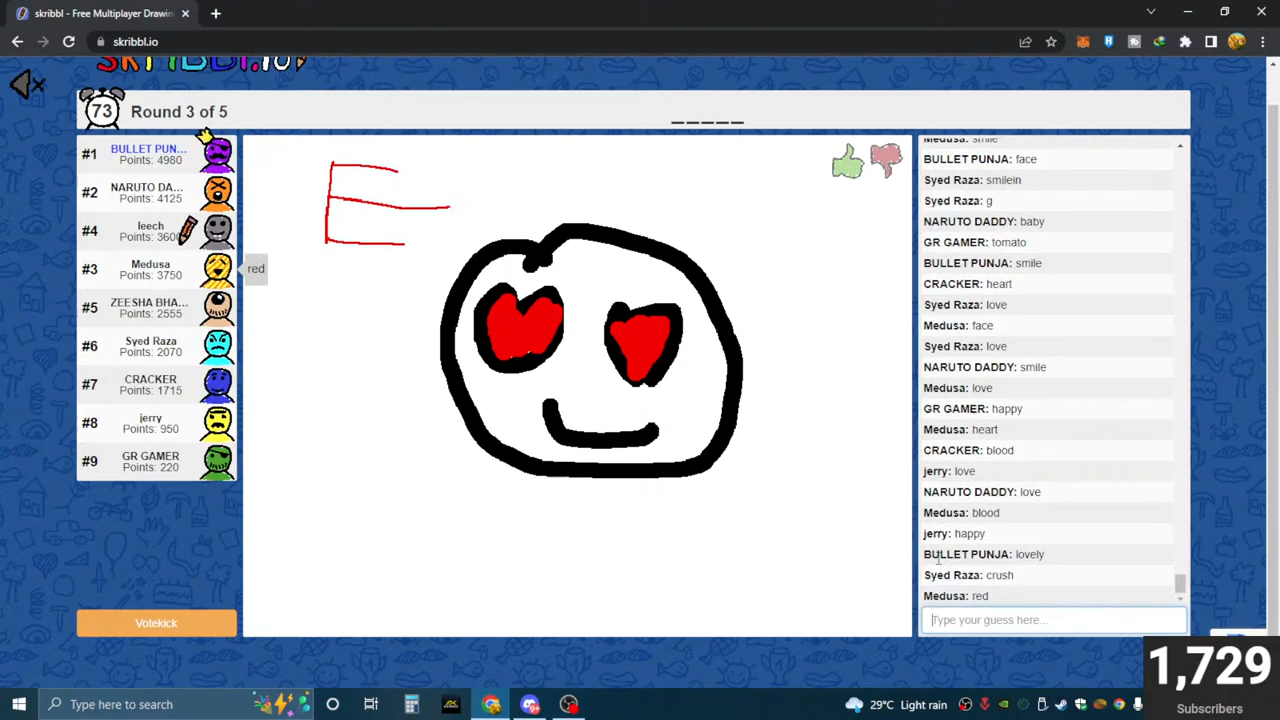 skribbl - Free Multiplayer Drawin
skribbl.io
skribbl.io
73
Round 3 of 5
_ _ _ _ _
#1 BULLET PUN...
Points: 4980
#2 NARUTO DA...
Points: 4125
#4 leech
Points: 3600
#3 Medusa
Points: 3750
red
#5 ZEESHA BHA...
Points: 2555
#6 Syed Raza
Points: 2070
#7 CRACKER
Points: 1715
#8 jerry
Points: 950
#9 GR GAMER
Points: 220
Votekick
E
Medusa: smile
BULLET PUNJA: face
Syed Raza: smilein
Syed Raza: g
NARUTO DADDY: baby
GR GAMER: tomato
BULLET PUNJA: smile
CRACKER: heart
Syed Raza: love
Medusa: face
Syed Raza: love
NARUTO DADDY: smile
Medusa: love
GR GAMER: happy
Medusa: heart
CRACKER: blood
jerry: love
NARUTO DADDY: love
Medusa: blood
jerry: happy
BULLET PUNJA: lovely
Syed Raza: crush
Medusa: red
Type your guess here...
1,729
Subscribers
Type here to search
29°C Light rain